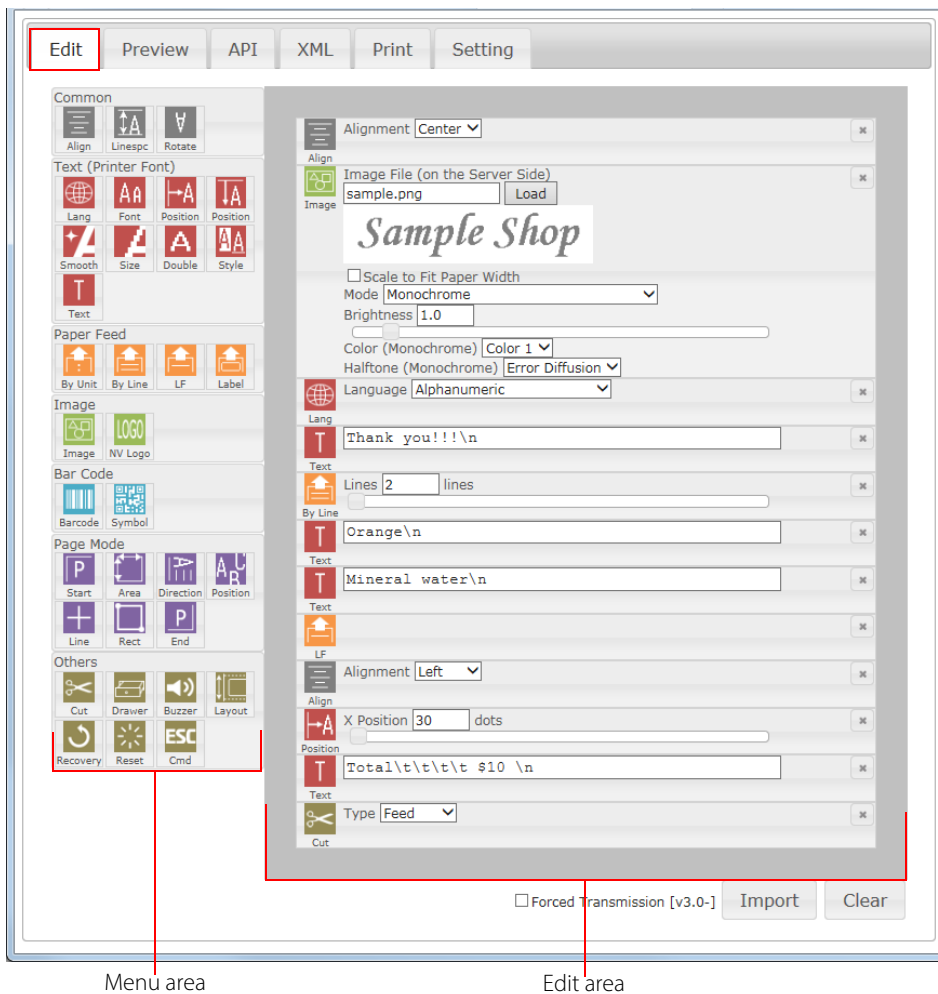 Edit Preview API XML Print Setting
Common
Align Linespc Rotate
Text (Printer Font)
Lang Font Position Position
Smooth Size Double Style
T
Text
Paper Feed
By Unit By Line LF Label
Image
LOGO
Image NV Logo
Bar Code
Barcode Symbol
Page Mode
Start Area Direction Position
Line Rect End
Others
Cut Drawer Buzzer Layout
ESC
Recovery Reset Cmd
Alignment Center
Align
Image File (on the Server Side)
Image
sample.png Load
Sample Shop
Scale to Fit Paper Width
Mode Monochrome
Brightness 1.0
Color (Monochrome) Color 1
Halftone (Monochrome) Error Diffusion
Language Alphanumeric
Lang
T Thank you!!!\n
Text
Lines 2 lines
By Line
T Orange\n
Text
T Mineral water\n
Text
LF
Alignment Left
Align
X Position 30 dots
Position
T Total\t\t\t\t $10 \n
Text
Type Feed
Cut
Forced Transmission [v3.0-] Import Clear
Menu area
Edit area